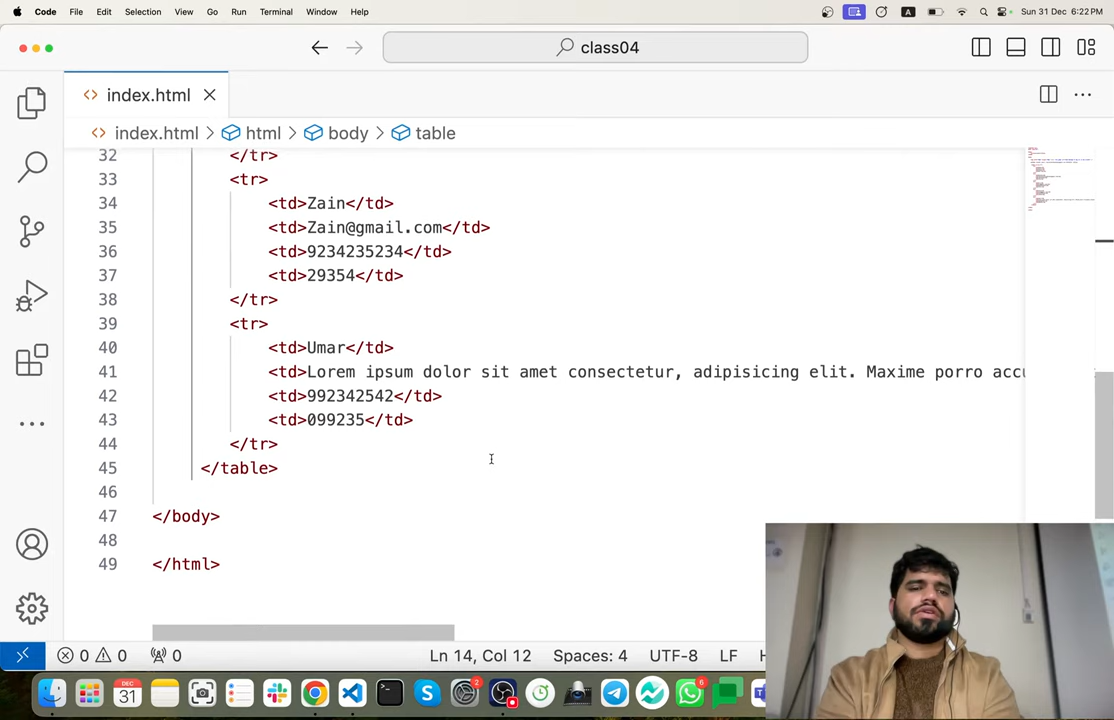 Code File Edit Selection View Go Run Terminal Window Help
A
Sun 31 Dec 6:22 PM
class04
index.html
index.html > html > body > table
32 </tr>
33 <tr>
34 <td>Zain</td>
35 <td>Zain@gmail.com</td>
36 <td>9234235234</td>
37 <td>29354</td>
38 </tr>
39 <tr>
40 <td>Umar</td>
41 <td>Lorem ipsum dolor sit amet consectetur, adipisicing elit. Maxime porro accu
42 <td>992342542</td>
43 <td>099235</td>
44 </tr>
45 </table>
46
47 </body>
48
49 </html>
0 0 0 Ln 14, Col 12 Spaces: 4 UTF-8 LF
DEC
31
2
6